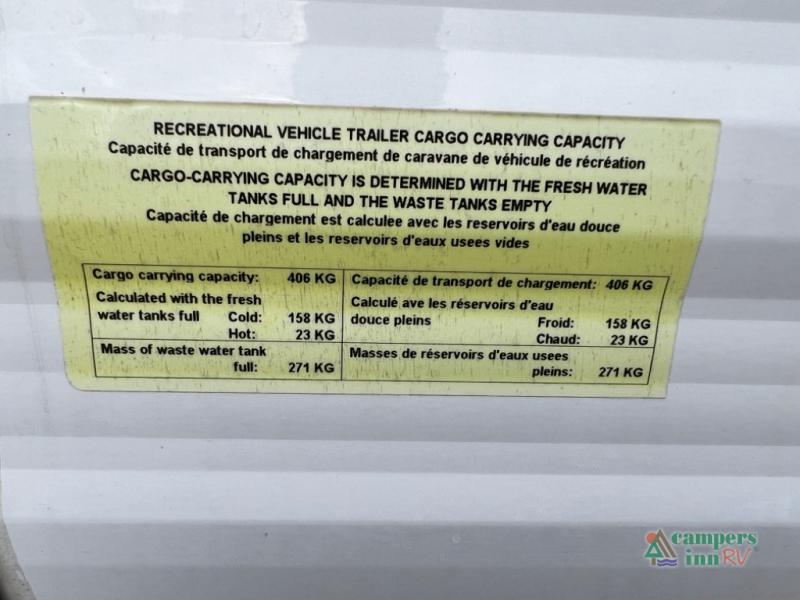 RECREATIONAL VEHICLE TRAILER CARGO CARRYING CAPACITY
Capacité de transport de chargement de caravane de véhicule de récréation
CARGO-CARRYING CAPACITY IS DETERMINED WITH THE FRESH WATER
TANKS FULL AND THE WASTE TANKS EMPTY
Capacité de chargement est calculee avec les reservoirs d'eau douce
pleins et les reservoirs d'eaux usees vides
Cargo carrying capacity: 406 KG
Calculated with the fresh
water tanks full Cold: 158 KG
Hot: 23 KG
Mass of waste water tank
full: 271 KG
Capacité de transport de chargement: 406 KG
Calculé ave les réservoirs d'eau
douce pleins Froid: 158 KG
Chaud: 23 KG
Masses de réservoirs d'eaux usees
pleins: 271 KG
campers
inn RV